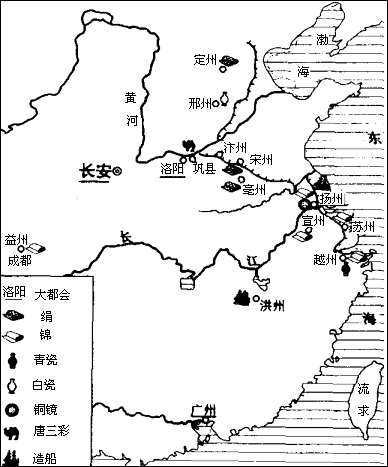 渤
海
定州
邢州
黄
河
汴州
宋州
长安
洛阳
巩县
亳州
东
扬州
宣州
苏州
益州
成都
长
江
越州
洪州
海
洛阳 大都会
绢
锦
青瓷
白瓷
铜镜
唐三彩
造船
广州
流
求